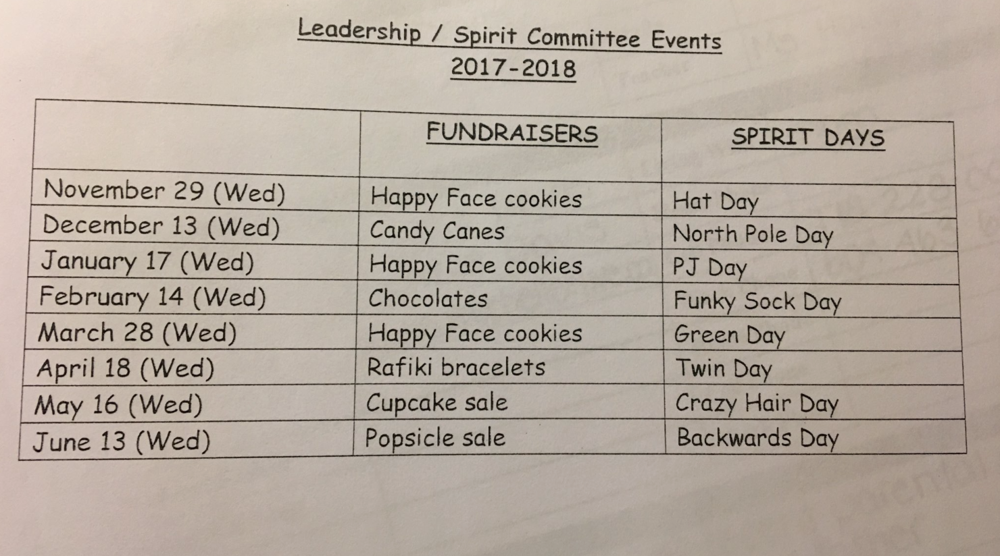 Leadership / Spirit Committee Events
2017-2018
FUNDRAISERS SPIRIT DAYS
November 29 (Wed) Happy Face cookies Hat Day
December 13 (Wed) Candy Canes North Pole Day
January 17 (Wed) Happy Face cookies PJ Day
February 14 (Wed) Chocolates Funky Sock Day
March 28 (Wed) Happy Face cookies Green Day
April 18 (Wed) Rafiki bracelets Twin Day
May 16 (Wed) Cupcake sale Crazy Hair Day
June 13 (Wed) Popsicle sale Backwards Day